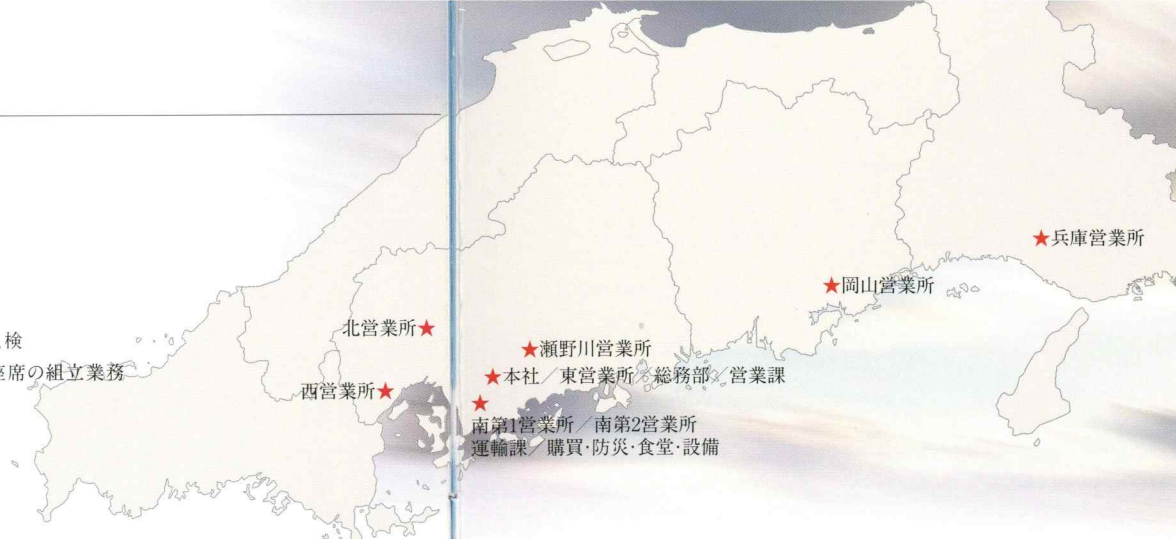 兵庫営業所
岡山営業所
北営業所
検
席の組立業務
瀬野川営業所
本社／東営業所／総務部／営業課
西営業所
南第1営業所／南第2営業所
運輸課／購買・防災・食堂・設備